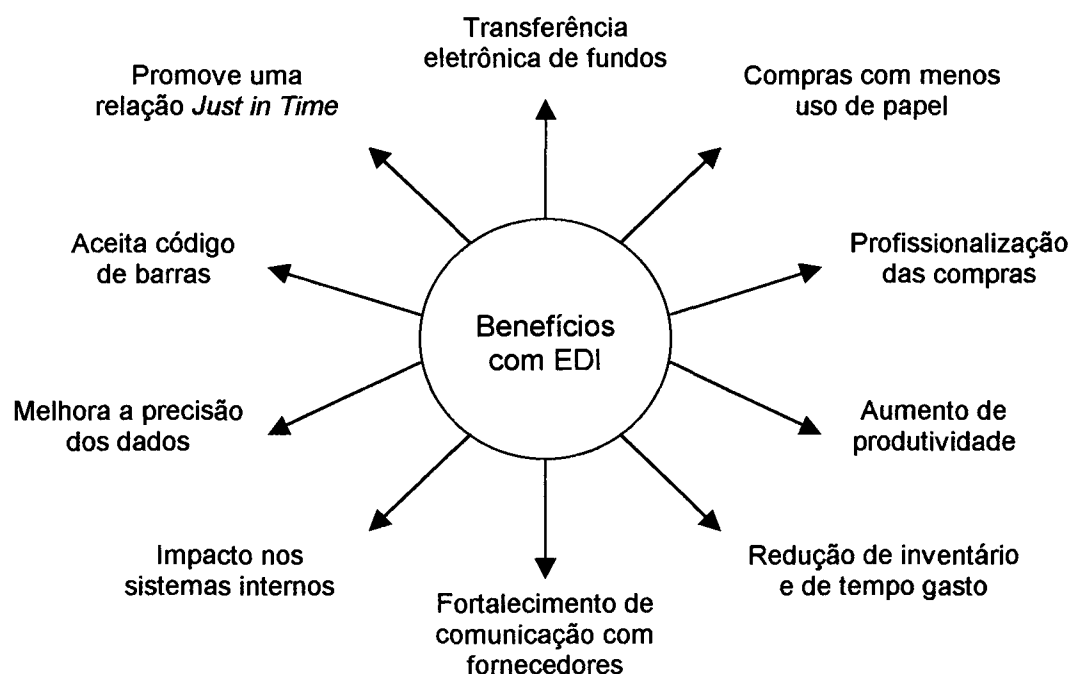 Transferência
eletrônica de fundos
Promove uma
relação Just in Time
Compras com menos
uso de papel
Aceita código
de barras
Profissionalização
das compras
Benefícios
com EDI
Melhora a precisão
dos dados
Aumento de
produtividade
Impacto nos
sistemas internos
Redução de inventário
e de tempo gasto
Fortalecimento de
comunicação com
fornecedores